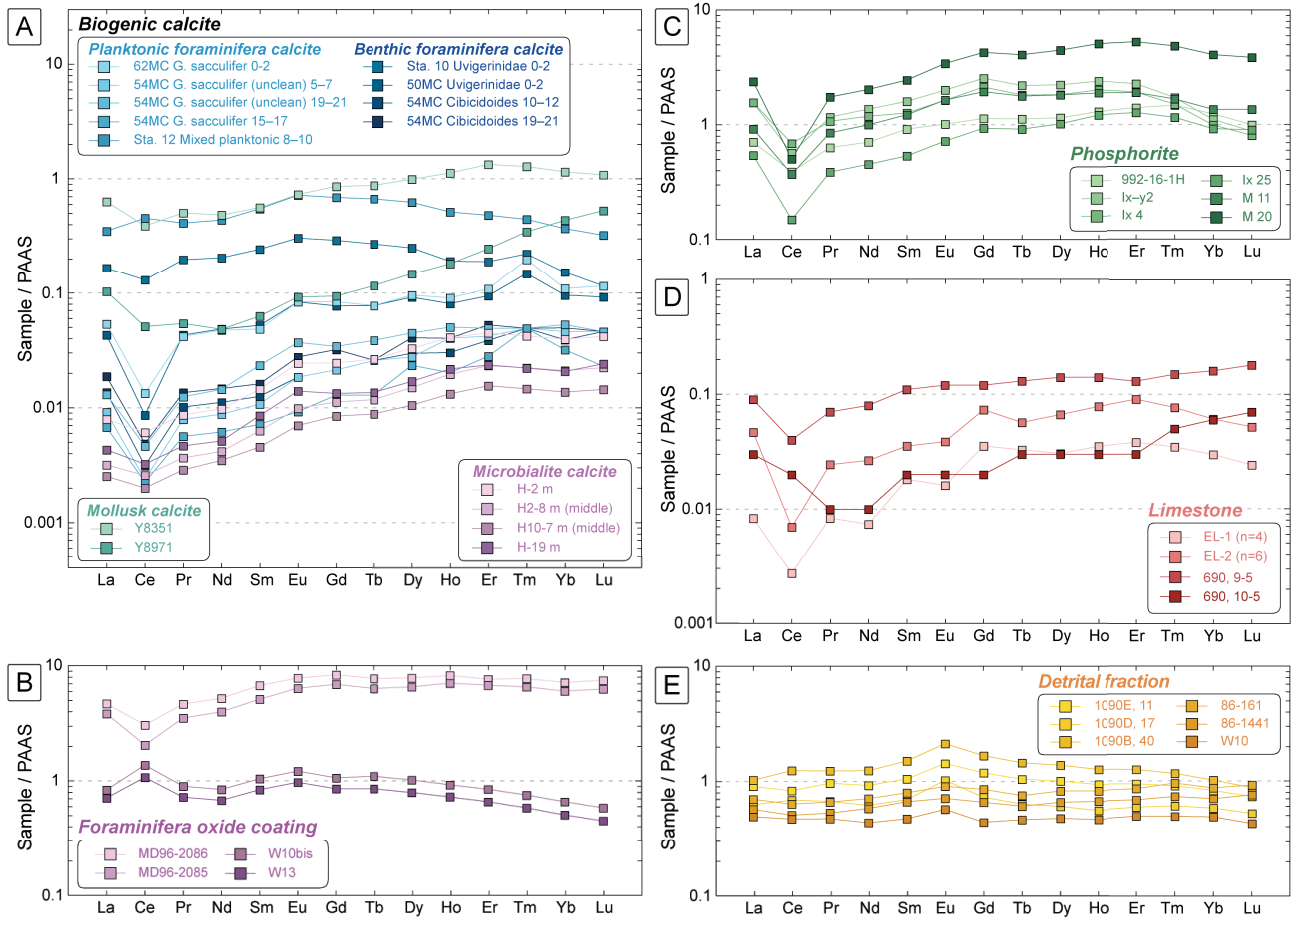 A
Biogenic calcite
Planktonic foraminifera calcite
62MC G. sacculifer 0-2
54MC G. sacculifer (unclean) 5–7
54MC G. sacculifer (unclean) 19–21
54MC G. sacculifer 15–17
Sta. 12 Mixed planktonic 8–10
Benthic foraminifera calcite
Sta. 10 Uvigerinidae 0-2
50MC Uvigerinidae 0-2
54MC Cibicidoides 10–12
54MC Cibicidoides 19–21
Sample / PAAS
10
1
0.1
0.01
0.001
Mollusk calcite
Y8351
Y8971
Microbialite calcite
H-2 m
H2-8 m (middle)
H10-7 m (middle)
H-19 m
La Ce Pr Nd Sm Eu Gd Tb Dy Ho Er Tm Yb Lu
B
Sample / PAAS
10
1
0.1
Foraminifera oxide coating
MD96-2086
MD96-2085
W10bis
W13
La Ce Pr Nd Sm Eu Gd Tb Dy Ho Er Tm Yb Lu
C
Sample / PAAS
10
1
0.1
Phosphorite
992-16-1H
Ix–y2
Ix 4
Ix 25
M 11
M 20
La Ce Pr Nd Sm Eu Gd Tb Dy Ho Er Tm Yb Lu
D
Sample / PAAS
1
0.1
0.01
0.001
Limestone
EL-1 (n=4)
EL-2 (n=6)
690, 9-5
690, 10-5
La Ce Pr Nd Sm Eu Gd Tb Dy Ho Er Tm Yb Lu
E
Sample / PAAS
10
1
0.1
Detrital fraction
1090E, 11
1090D, 17
1090B, 40
86-161
86-1441
W10
La Ce Pr Nd Sm Eu Gd Tb Dy Ho Er Tm Yb Lu